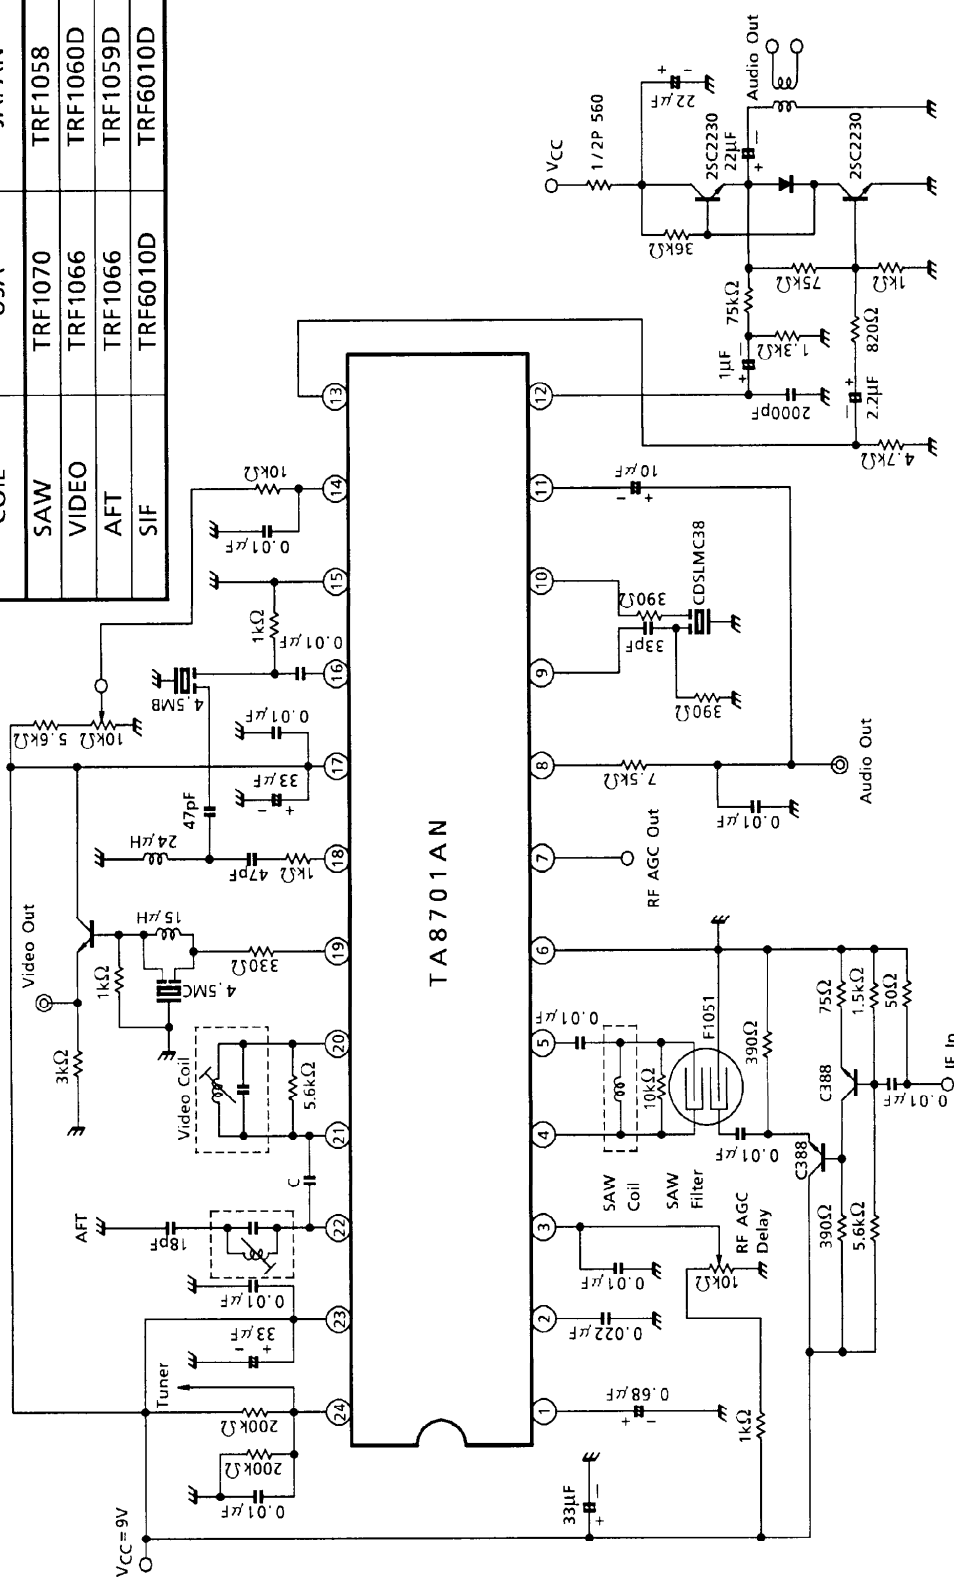 COIL USA JAPAN
SAW TRF1070 TRF1058
VIDEO TRF1066 TRF1060D
AFT TRF1066 TRF1059D
SIF TRF6010D TRF6010D
VCC=9V
Tuner
200kΩ
200kΩ
0.01μF
33μF
0.01μF
AFT
18pF
C
Video Coil
5.6kΩ
3kΩ
Video Out
1kΩ
4.5MC
15μH
330Ω
24μH
47pF
1kΩ
47pF
33μF
0.01μF
5.6kΩ
10kΩ
4.5MB
1kΩ
0.01μF
0.01μF
10kΩ
24
23
22
21
20
19
18
17
16
15
14
13
TA8701AN
1
2
3
4
5
6
7
8
9
10
11
12
33μF
0.68μF
1kΩ
0.022μF
0.01μF
10kΩ
RF AGC
Delay
SAW
Coil
SAW
Filter
10kΩ
0.01μF
F1051
0.01μF
390Ω
C388
390Ω
5.6kΩ
C388
75Ω
1.5kΩ
50Ω
0.01μF
IF In
RF AGC Out
7.5kΩ
0.01μF
Audio Out
390Ω
33pF
390Ω
CDSLMC38
10μF
2000pF
1μF
1.3kΩ
75kΩ
4.7kΩ
2.2μF
820Ω
75kΩ
1kΩ
36kΩ
VCC
1/2P 560
22μF
2SC2230
22μF
2SC2230
Audio Out